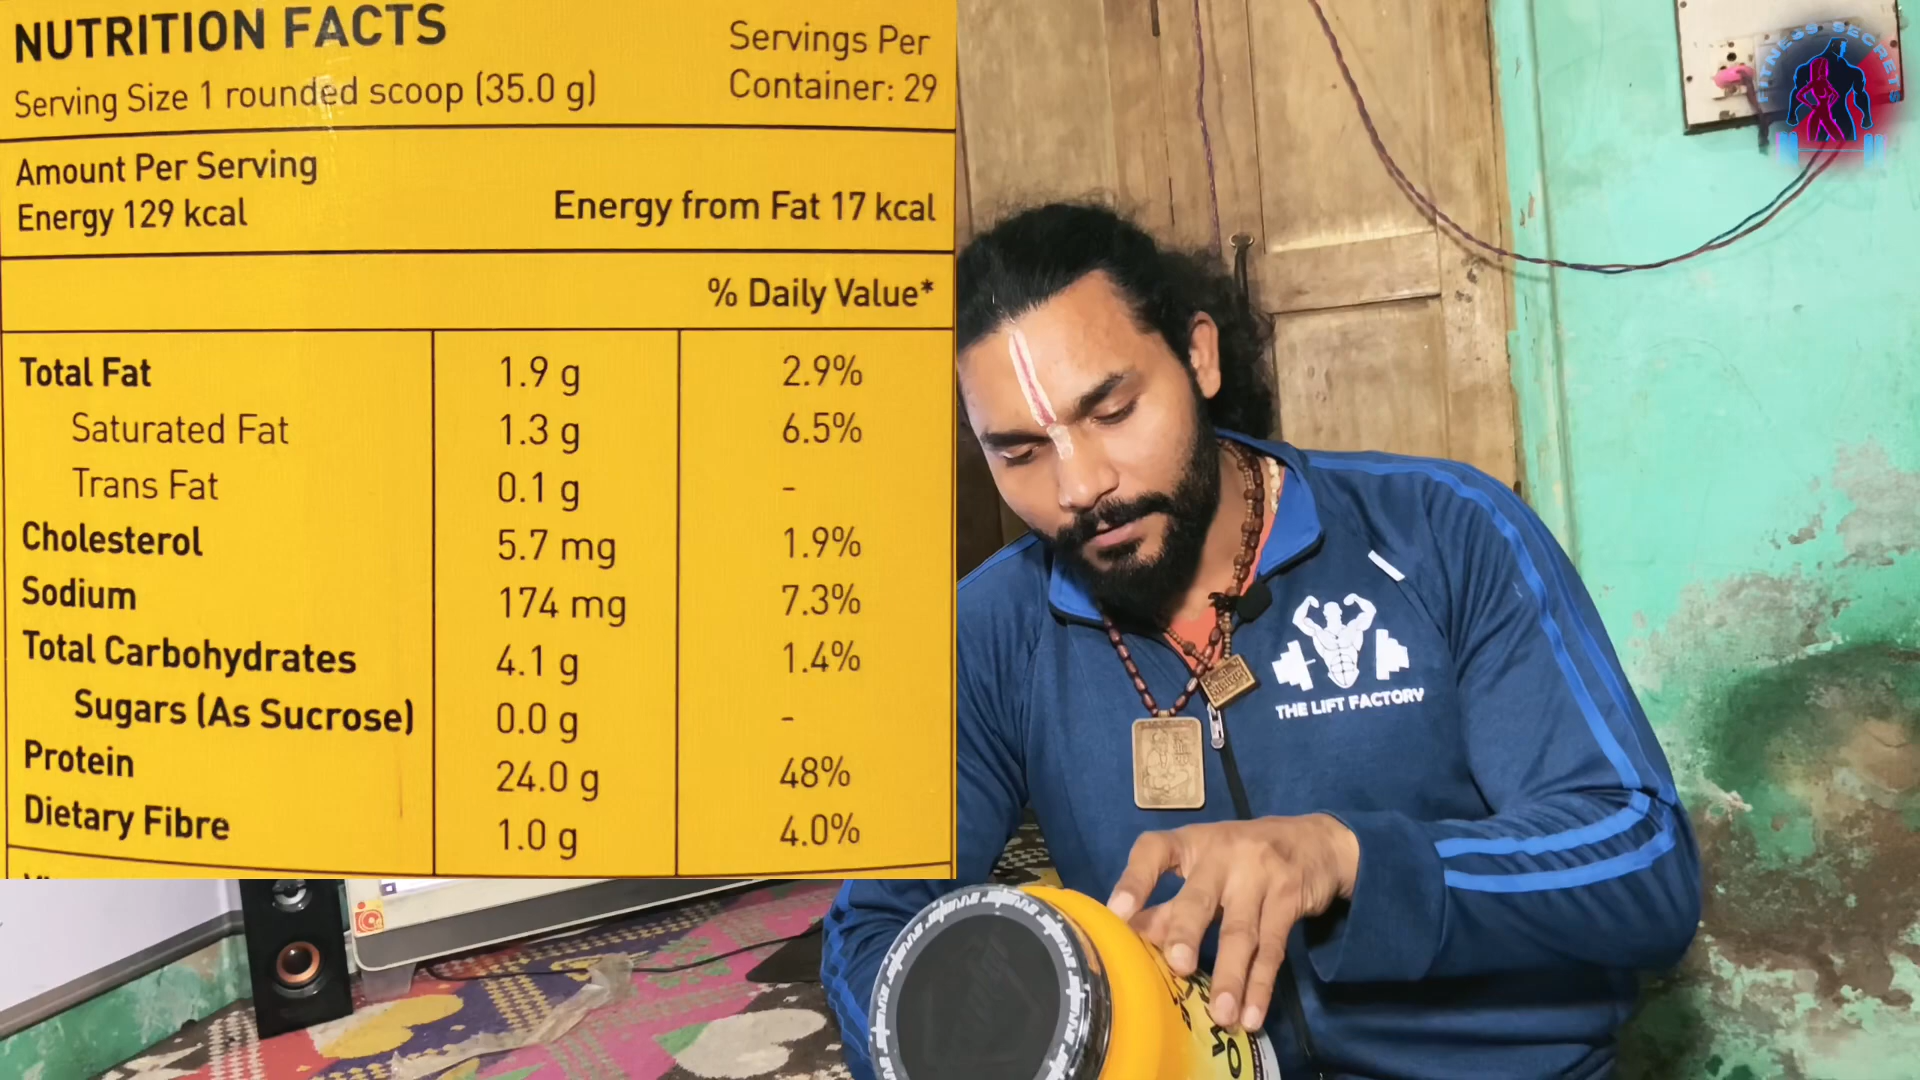 NUTRITION FACTS
Serving Size 1 rounded scoop (35.0 g)
Servings Per
Container: 29
Amount Per Serving
Energy 129 kcal
Energy from Fat 17 kcal
% Daily Value*
Total Fat 1.9 g 2.9%
Saturated Fat 1.3 g 6.5%
Trans Fat 0.1 g -
Cholesterol 5.7 mg 1.9%
Sodium 174 mg 7.3%
Total Carbohydrates 4.1 g 1.4%
Sugars (As Sucrose) 0.0 g -
Protein 24.0 g 48%
Dietary Fibre 1.0 g 4.0%
FITNESS SECRETS
THE LIFT FACTORY